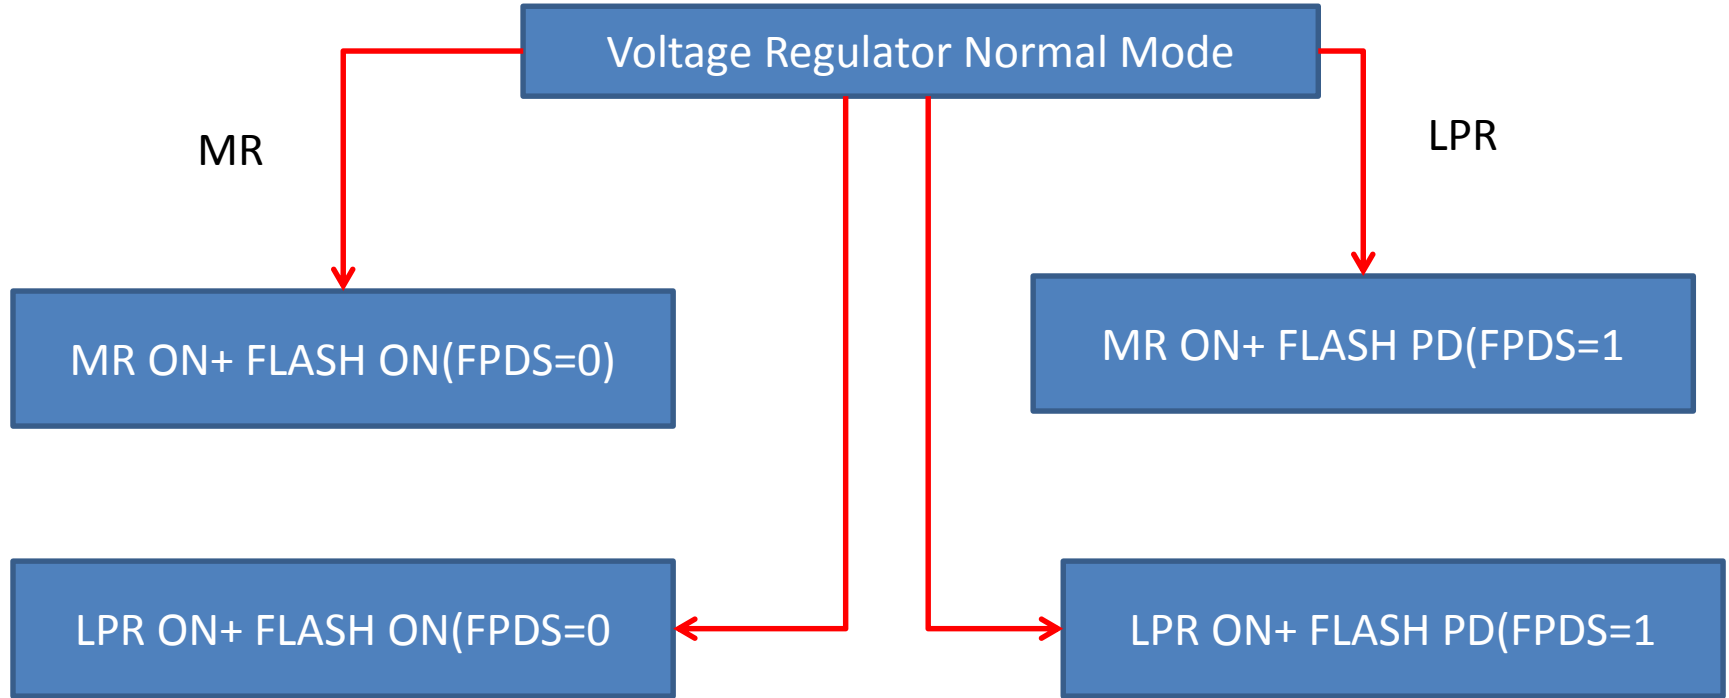 Voltage Regulator Normal Mode
MR
LPR
MR ON+ FLASH ON(FPDS=0)
MR ON+ FLASH PD(FPDS=1
LPR ON+ FLASH ON(FPDS=0
LPR ON+ FLASH PD(FPDS=1